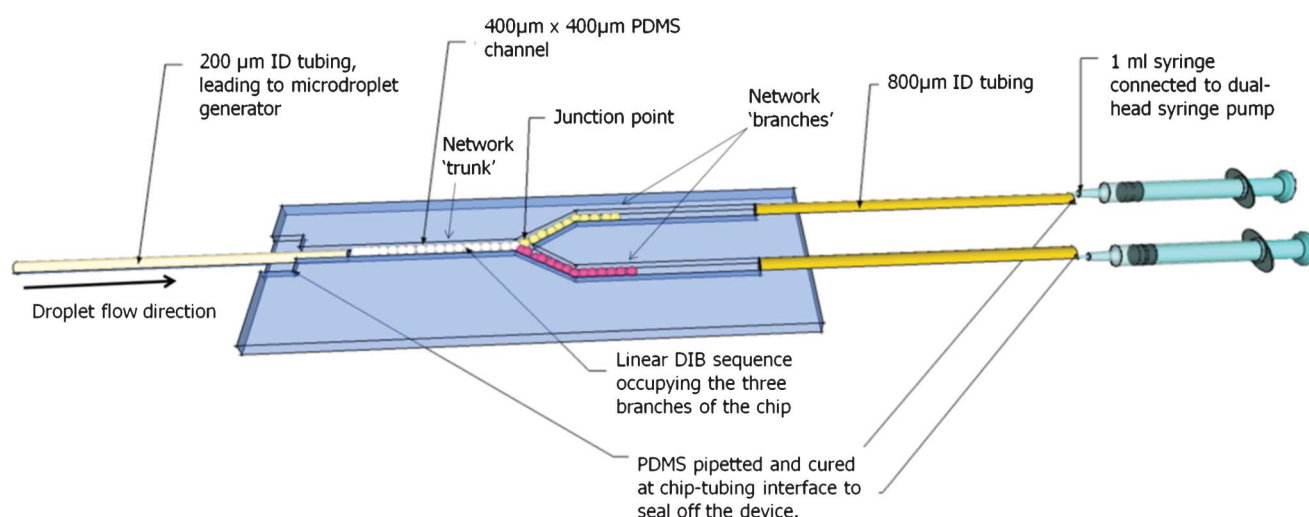 400µm x 400µm PDMS
channel
200 µm ID tubing,
leading to microdroplet
generator
1 ml syringe
connected to dual-
head syringe pump
800µm ID tubing
Network
'branches'
Junction point
Network
'trunk'
Droplet flow direction
Linear DIB sequence
occupying the three
branches of the chip
PDMS pipetted and cured
at chip-tubing interface to
seal off the device.